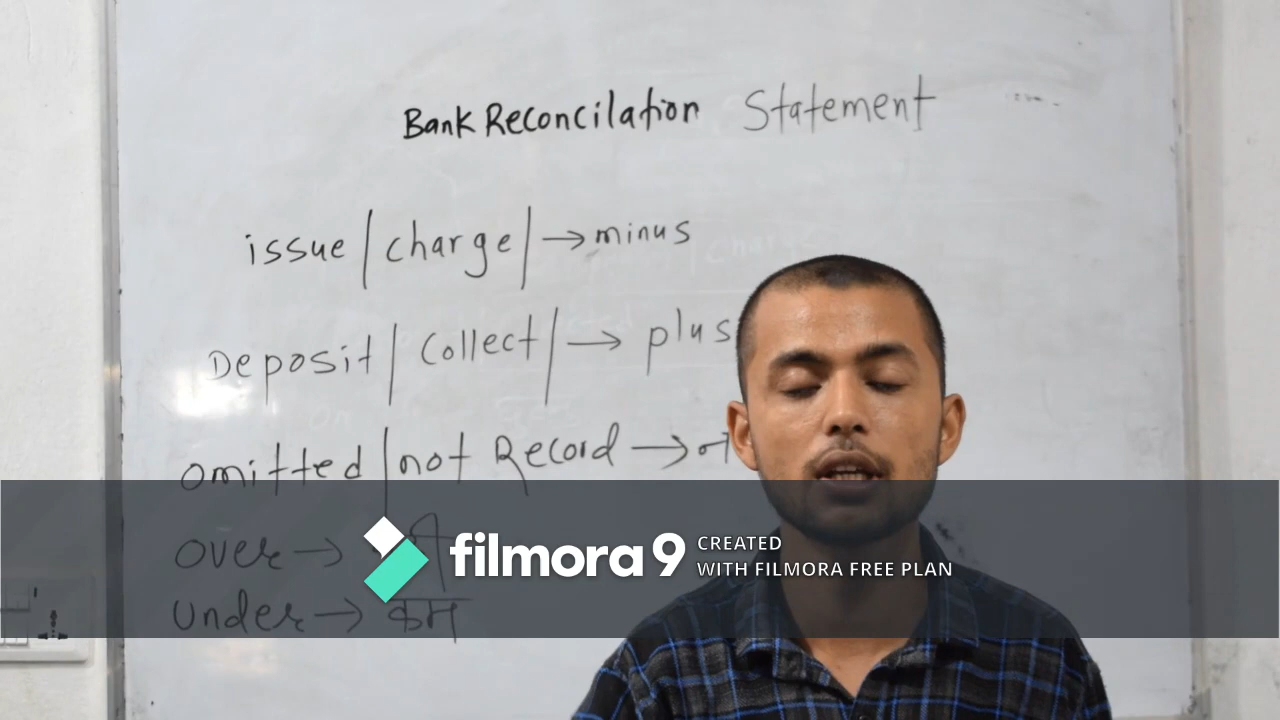 Bank Reconcilation Statement
issue / charge / → minus
Deposit / Collect / → plus
omitted / not Record →
over →
filmora 9 CREATED
WITH FILMORA FREE PLAN
under → कम